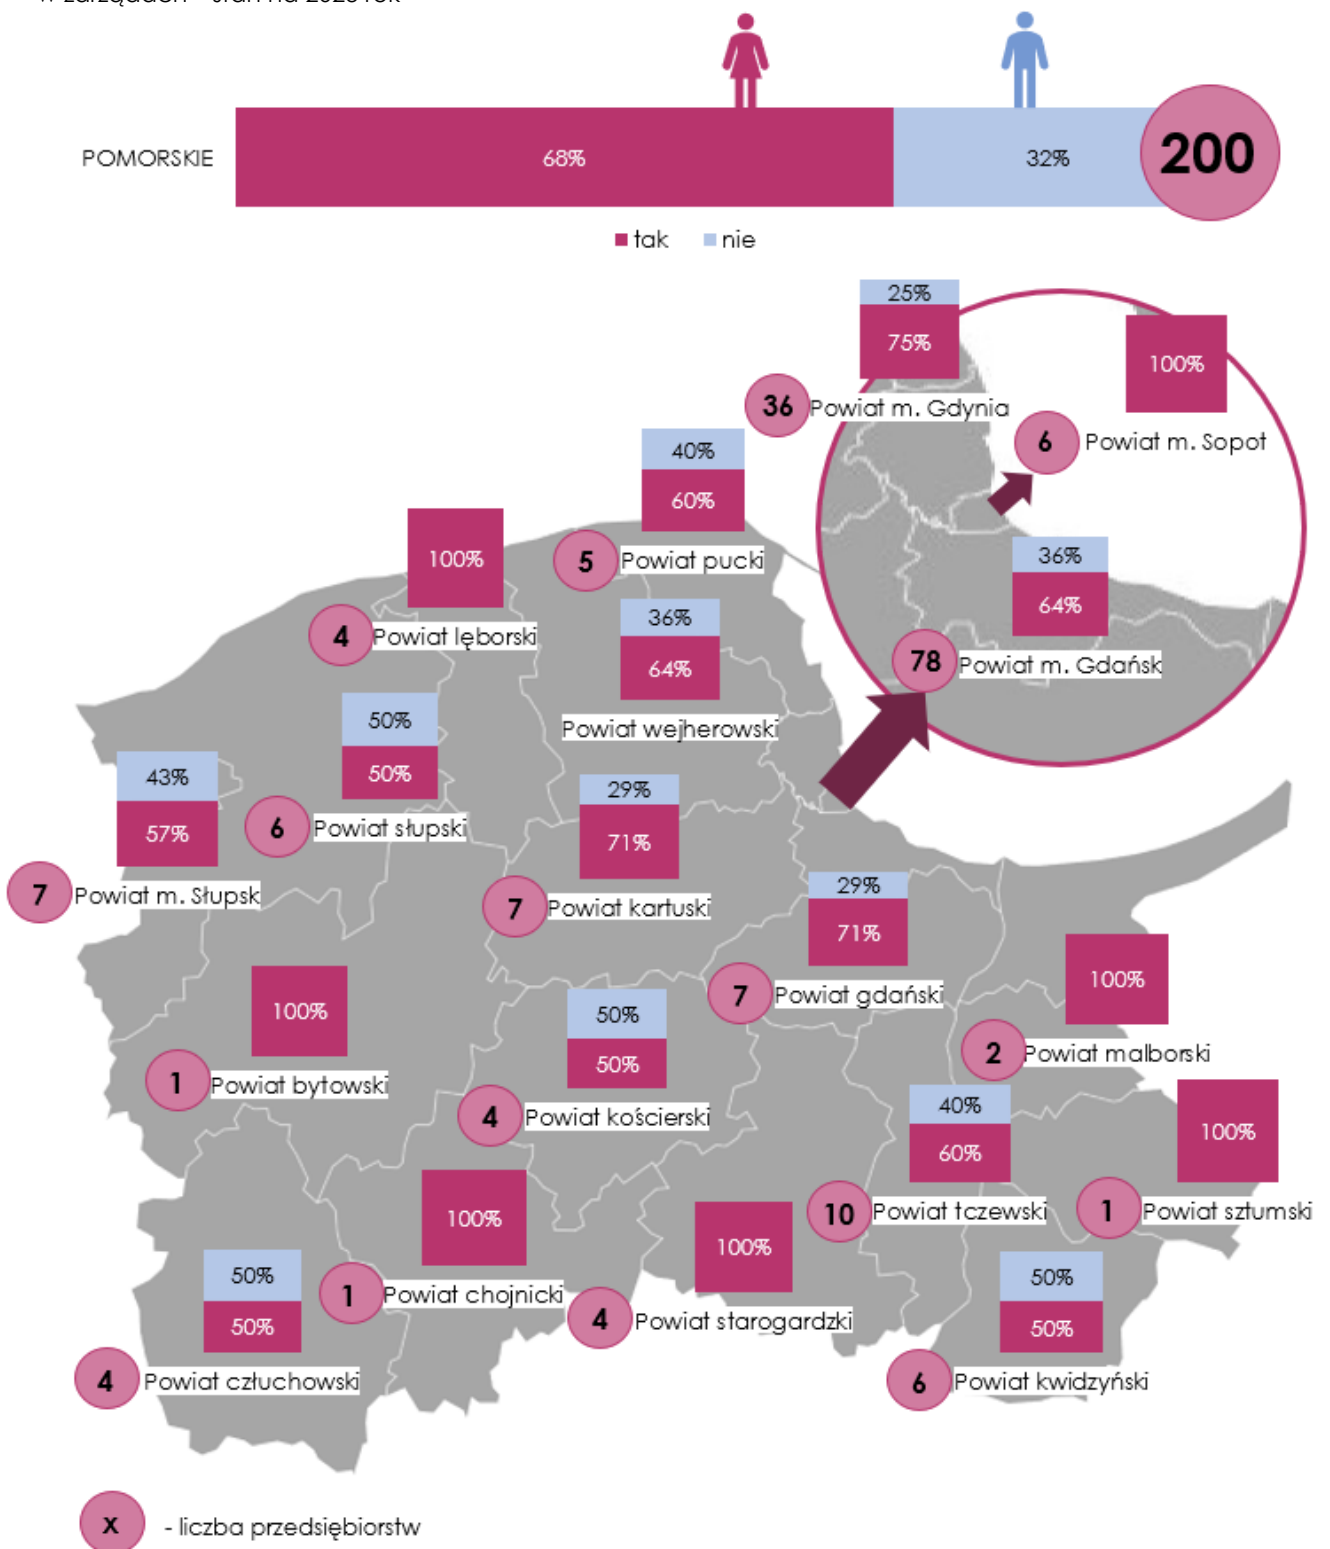 POMORSKIE
68%
32%
200
tak
nie
25%
75%
36
Powiat m. Gdynia
100%
6
Powiat m. Sopot
40%
60%
5
Powiat pucki
100%
4
Powiat lęborski
36%
64%
78
Powiat m. Gdańsk
36%
64%
Powiat wejherowski
50%
50%
6
Powiat słupski
43%
57%
7
Powiat m. Słupsk
29%
71%
7
Powiat kartuski
29%
71%
7
Powiat gdański
100%
2
Powiat malborski
100%
1
Powiat bytowski
50%
50%
4
Powiat kościerski
40%
60%
10
Powiat tczewski
100%
1
Powiat sztumski
100%
1
Powiat chojnicki
100%
4
Powiat starogardzki
50%
50%
4
Powiat człuchowski
50%
50%
6
Powiat kwidzyński
x
- liczba przedsiębiorstw